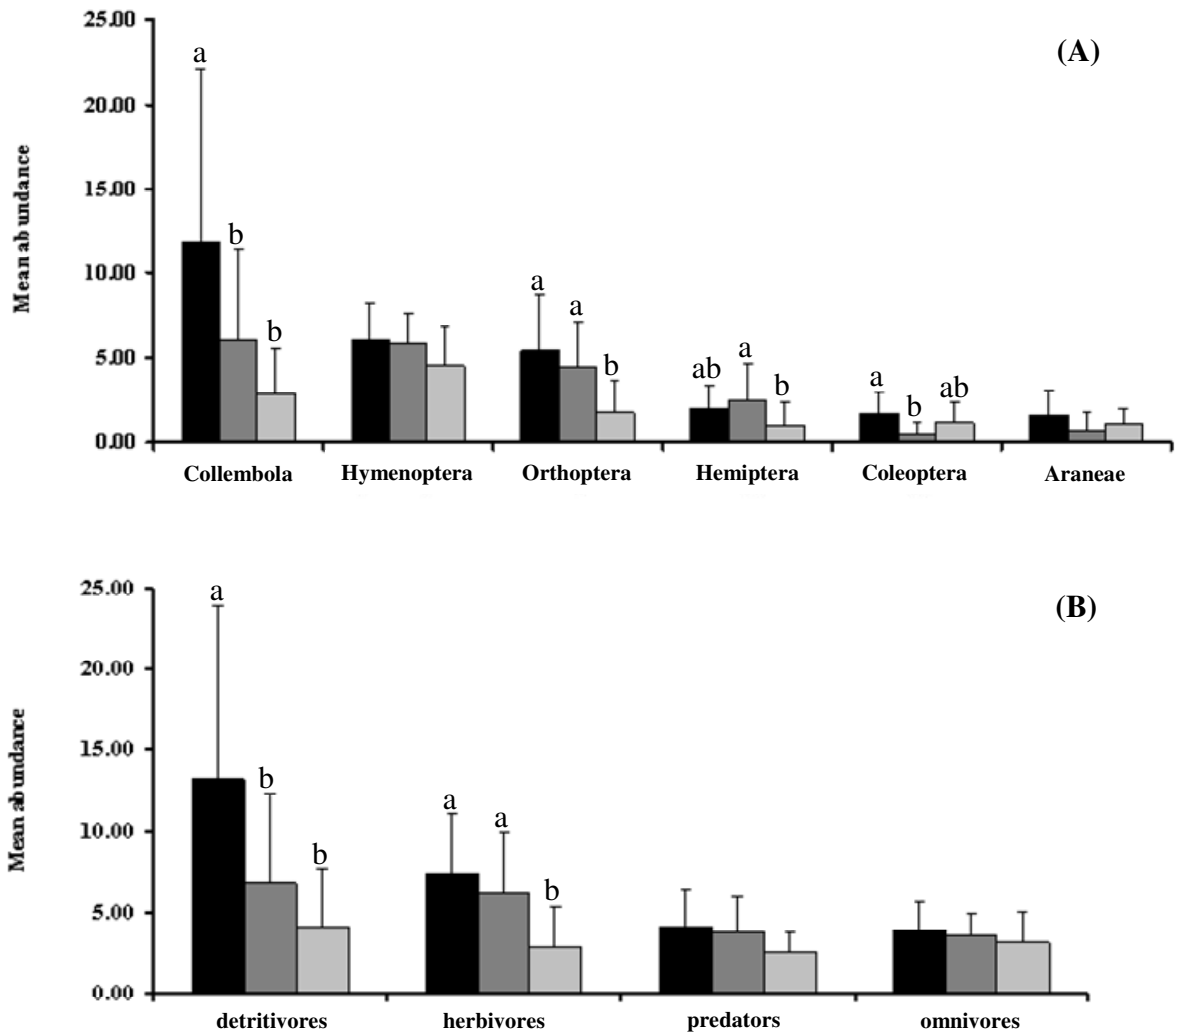 25.00
(A)
a
20.00
Mean abundance
15.00
b
10.00
a
a
b
a
ab
b
a
ab
b
b
5.00
0.00
Collembola Hymenoptera Orthoptera Hemiptera Coleoptera Araneae
25.00
a
(B)
20.00
Mean abundance
15.00
b
a
a
10.00
b
b
5.00
0.00
detritivores herbivores predators omnivores